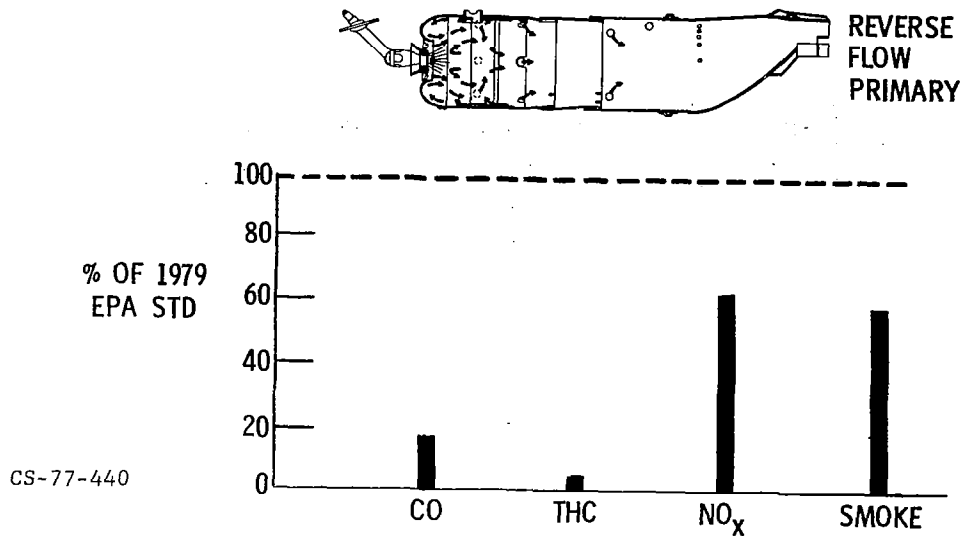 REVERSE
FLOW
PRIMARY
100
80
60
40
20
0
% OF 1979
EPA STD
CO
THC
NOX
SMOKE
CS-77-440